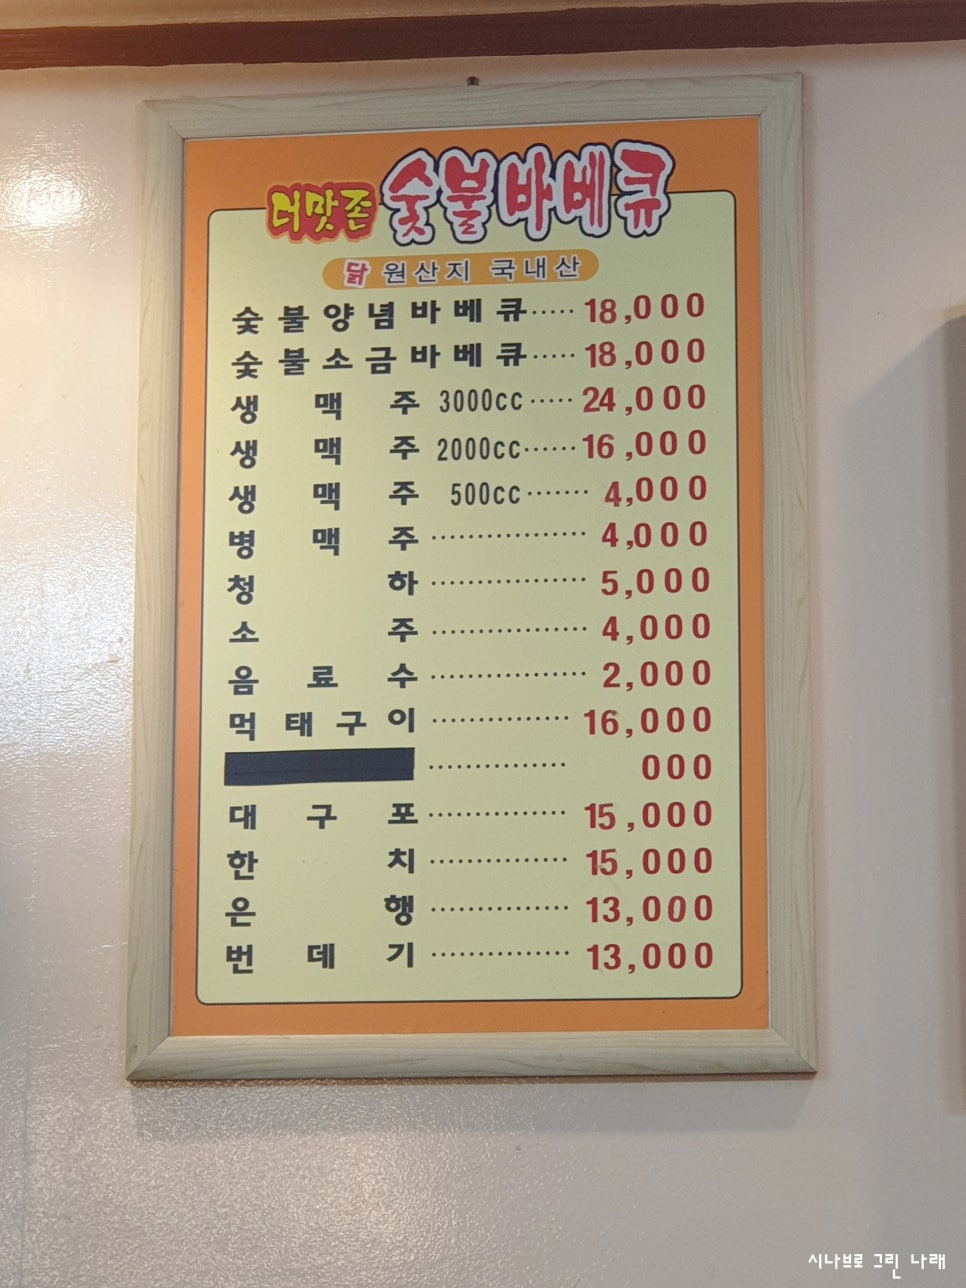 더맛존 숯불바베큐
닭 원산지 국내산
숯불양념바베큐····· 18,000
숯불소금바베큐····· 18,000
생맥주 3000cc····· 24,000
생맥주 2000cc······ 16,000
생맥주 500cc······· 4,000
병맥주················ 4,000
청하················ 5,000
소주················ 4,000
음료수················ 2,000
먹태구이·············· 16,000
·············· 000
대구포·············· 15,000
한치·············· 15,000
은행·············· 13,000
번데기·············· 13,000
시나브로 그린 나래